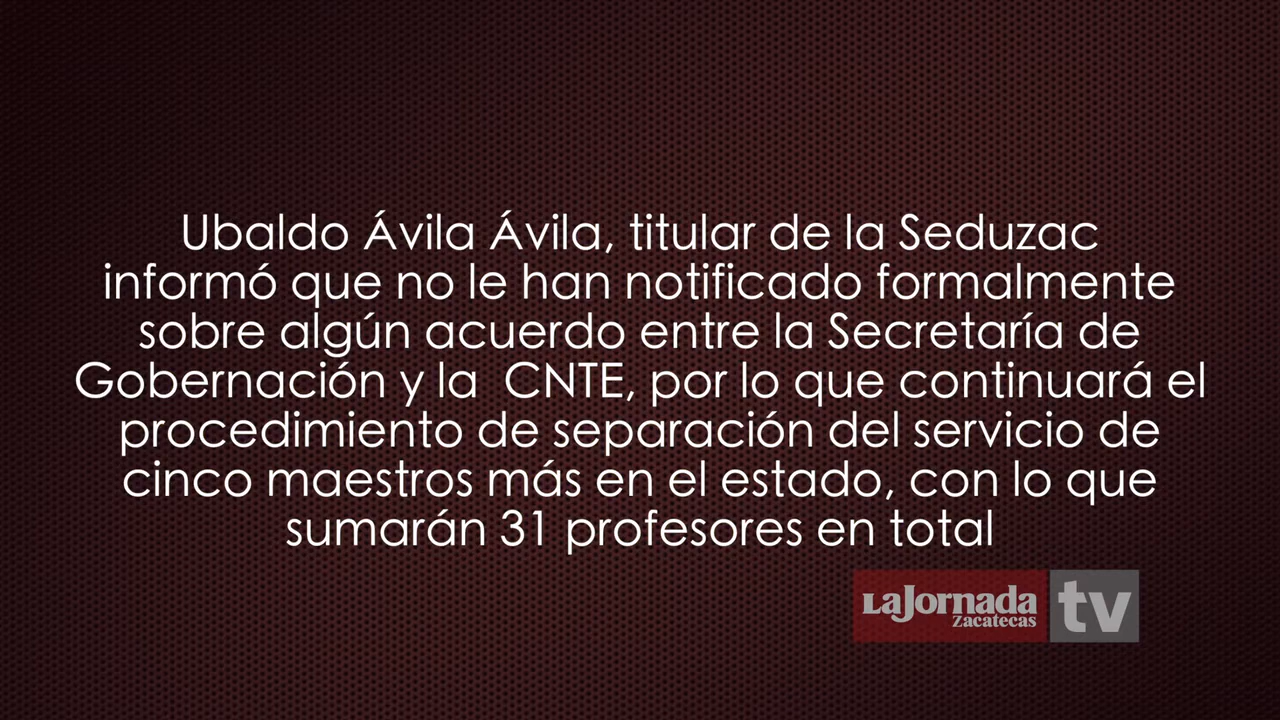 Ubaldo Ávila Ávila, titular de la Seduzac
informó que no le han notificado formalmente
sobre algún acuerdo entre la Secretaría de
Gobernación y la  CNTE, por lo que continuará el
procedimiento de separación del servicio de
cinco maestros más en el estado, con lo que
sumarán 31 profesores en total
La Jornada tv
Zacatecas